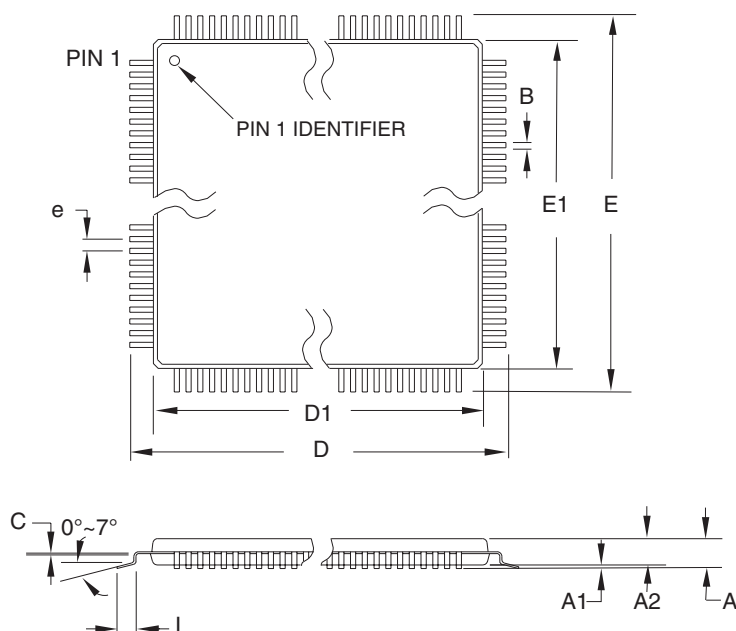 PIN 1
B
PIN 1 IDENTIFIER
e
E1
E
D1
D
C
0°~7°
A1
A2
A
L